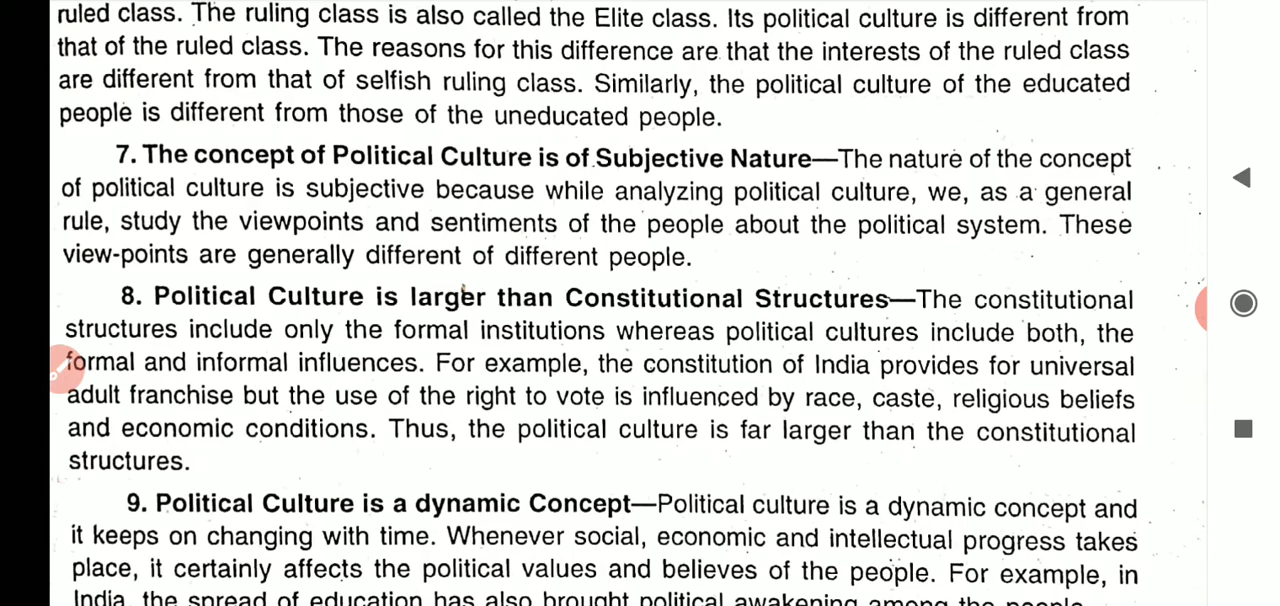 ruled class. The ruling class is also called the Elite class. Its political culture is different from
that of the ruled class. The reasons for this difference are that the interests of the ruled class
are different from that of selfish ruling class. Similarly, the political culture of the educated
people is different from those of the uneducated people.
7. The concept of Political Culture is of Subjective Nature—The nature of the concept
of political culture is subjective because while analyzing political culture, we, as a general
rule, study the viewpoints and sentiments of the people about the political system. These
view-points are generally different of different people.
8. Political Culture is larger than Constitutional Structures—The constitutional
structures include only the formal institutions whereas political cultures include both, the
formal and informal influences. For example, the constitution of India provides for universal
adult franchise but the use of the right to vote is influenced by race, caste, religious beliefs
and economic conditions. Thus, the political culture is far larger than the constitutional
structures.
9. Political Culture is a dynamic Concept—Political culture is a dynamic concept and
it keeps on changing with time. Whenever social, economic and intellectual progress takes
place, it certainly affects the political values and believes of the people. For example, in
India, the spread of education has also brought political awakening among the people.